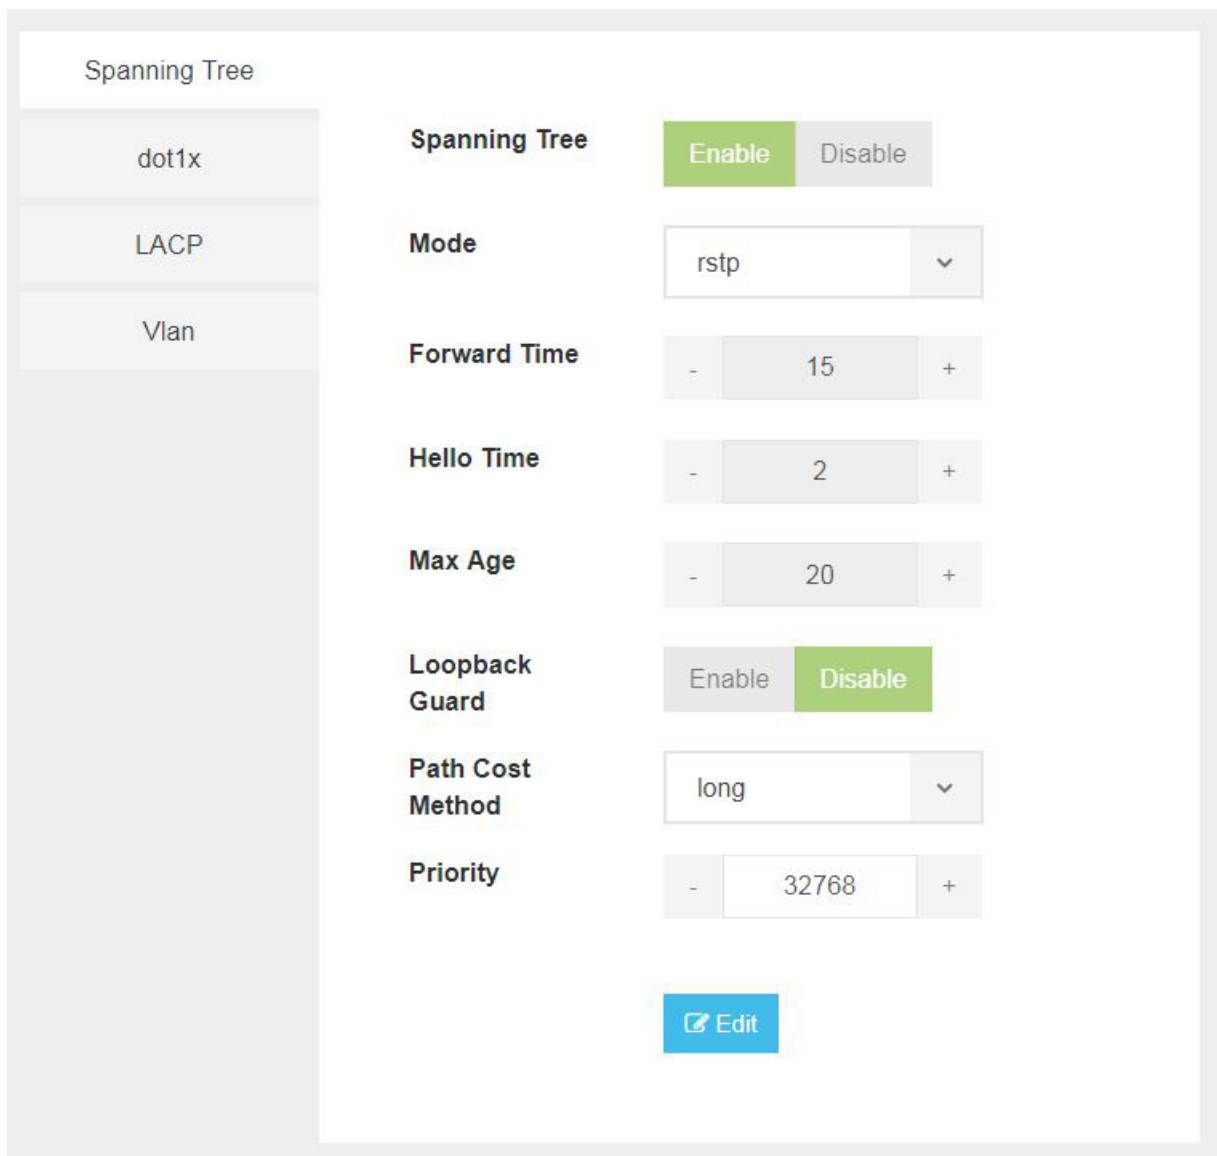 Spanning Tree
dot1x
LACP
Vlan
Spanning Tree Enable Disable
Mode rstp
Forward Time - 15 +
Hello Time - 2 +
Max Age - 20 +
Loopback
Guard
Enable Disable
Path Cost
Method
long
Priority - 32768 +
Edit